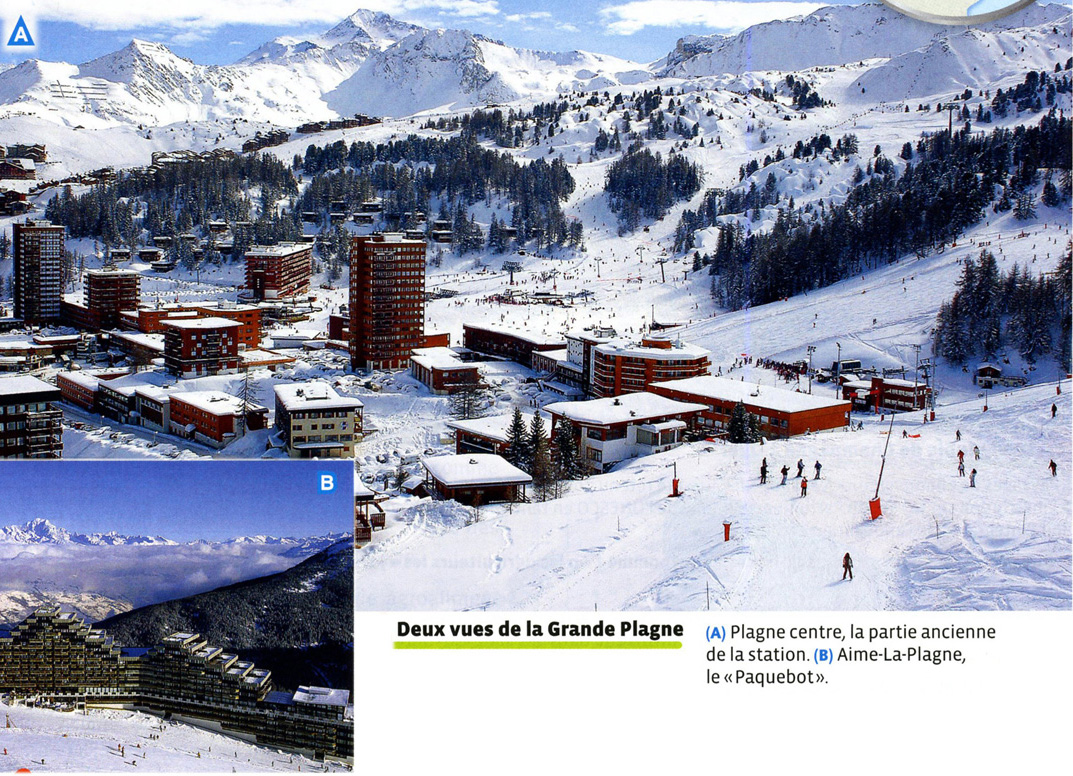 A
B
Deux vues de la Grande Plagne
(A) Plagne centre, la partie ancienne
de la station. (B) Aime-La-Plagne,
le «Paquebot».